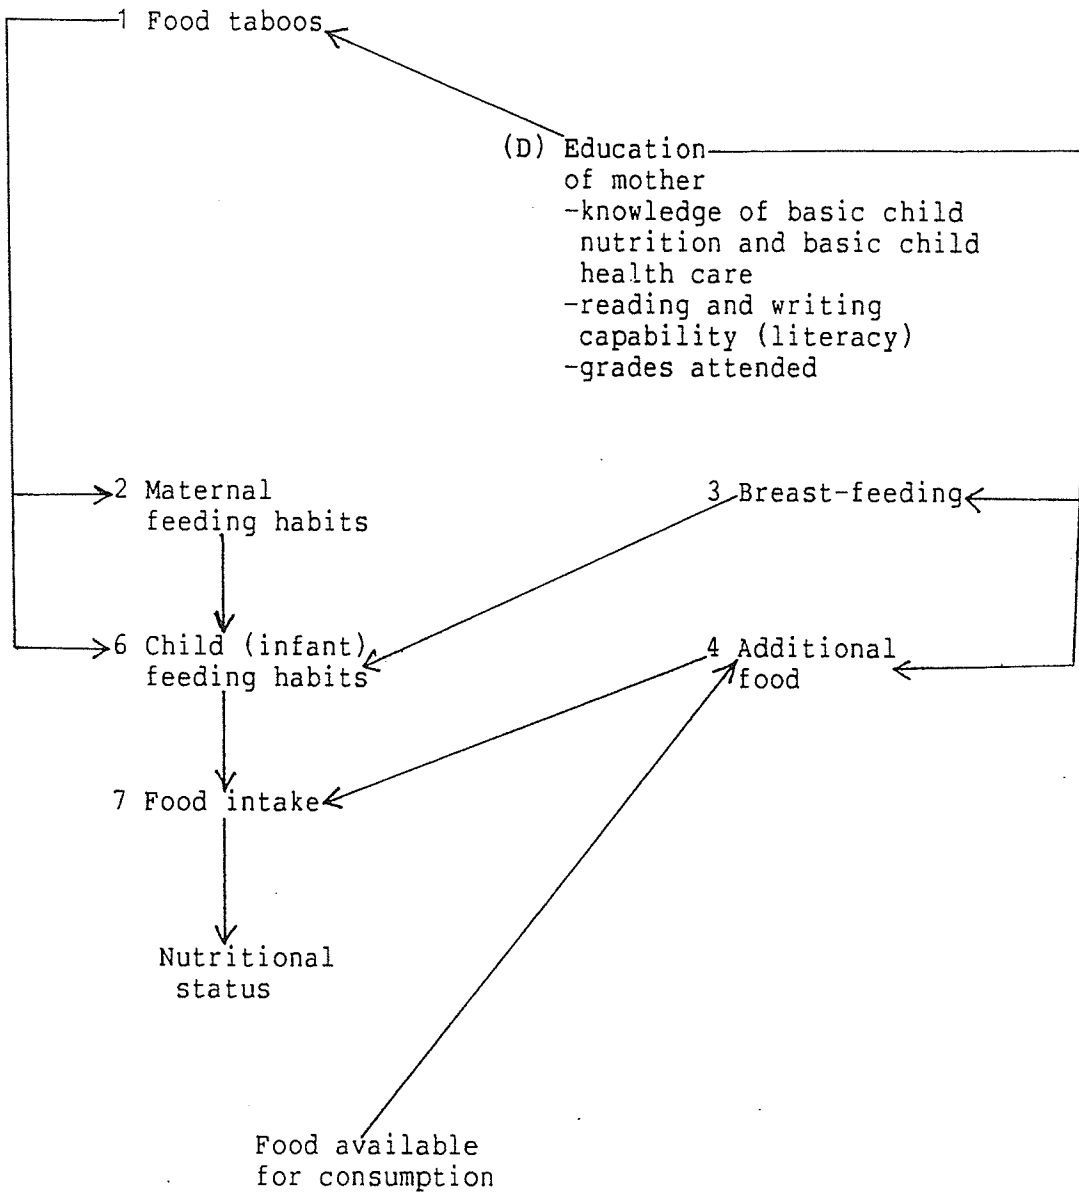 1 Food taboos
(D) Education
of mother
-knowledge of basic child
nutrition and basic child
health care
-reading and writing
capability (literacy)
-grades attended
2 Maternal
feeding habits
3 Breast-feeding
6 Child (infant)
feeding habits
4 Additional
food
7 Food intake
Nutritional
status
Food available
for consumption